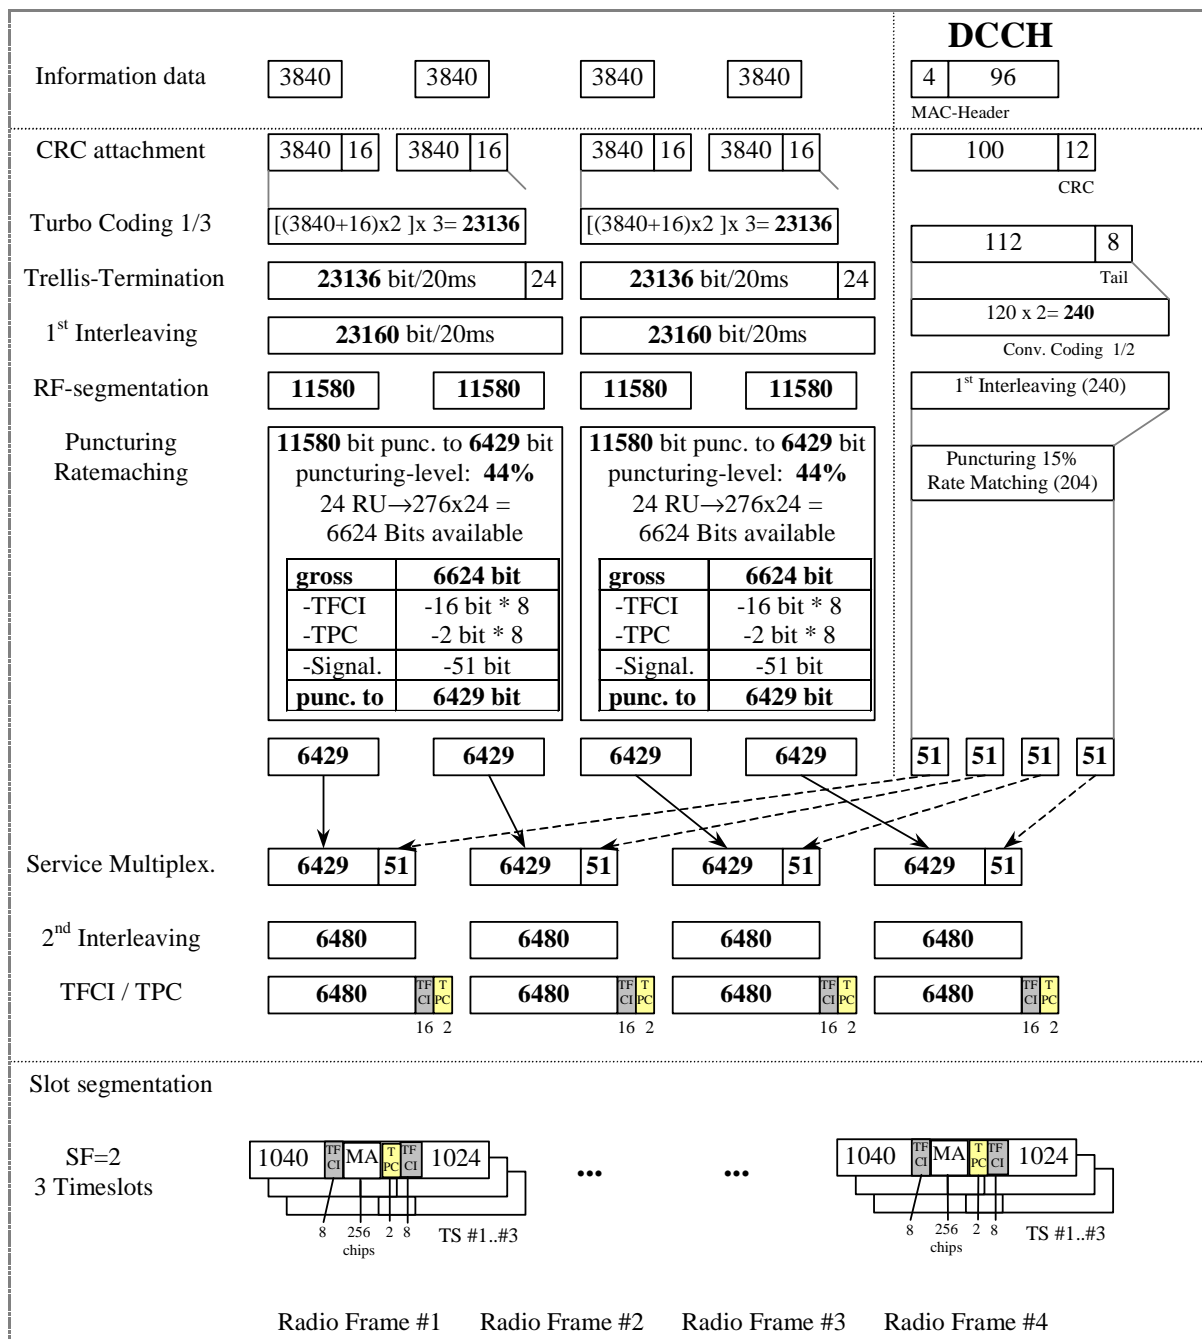 DCCH
Information data 3840 3840 3840 3840 4 96
MAC-Header
CRC attachment 3840 16 3840 16 3840 16 3840 16 100 12
CRC
Turbo Coding 1/3 [(3840+16)x2 ]x 3= 23136 [(3840+16)x2 ]x 3= 23136
112 8
Tail
Trellis-Termination 23136 bit/20ms 24 23136 bit/20ms 24
120 x 2= 240
1st Interleaving 23160 bit/20ms 23160 bit/20ms
Conv. Coding 1/2
RF-segmentation 11580 11580 11580 11580 1st Interleaving (240)
Puncturing
Ratemaching
11580 bit punc. to 6429 bit
puncturing-level: 44%
24 RU→276x24 =
6624 Bits available
gross 6624 bit
-TFCI -16 bit * 8
-TPC -2 bit * 8
-Signal. -51 bit
punc. to 6429 bit
11580 bit punc. to 6429 bit
puncturing-level: 44%
24 RU→276x24 =
6624 Bits available
gross 6624 bit
-TFCI -16 bit * 8
-TPC -2 bit * 8
-Signal. -51 bit
punc. to 6429 bit
Puncturing 15%
Rate Matching (204)
6429 6429 6429 6429 51 51 51 51
Service Multiplex. 6429 51 6429 51 6429 51 6429 51
2nd Interleaving 6480 6480 6480 6480
TFCI / TPC 6480 TF CI T PC 6480 TF CI T PC 6480 TF CI T PC 6480 TF CI T PC
16 2 16 2 16 2 16 2
Slot segmentation
SF=2
3 Timeslots
1040 TF CI MA T PC TF CI 1024 ... ... 1040 TF CI MA T PC TF CI 1024
8 256 2 8 TS #1..#3 8 256 2 8 TS #1..#3
chips chips
Radio Frame #1 Radio Frame #2 Radio Frame #3 Radio Frame #4